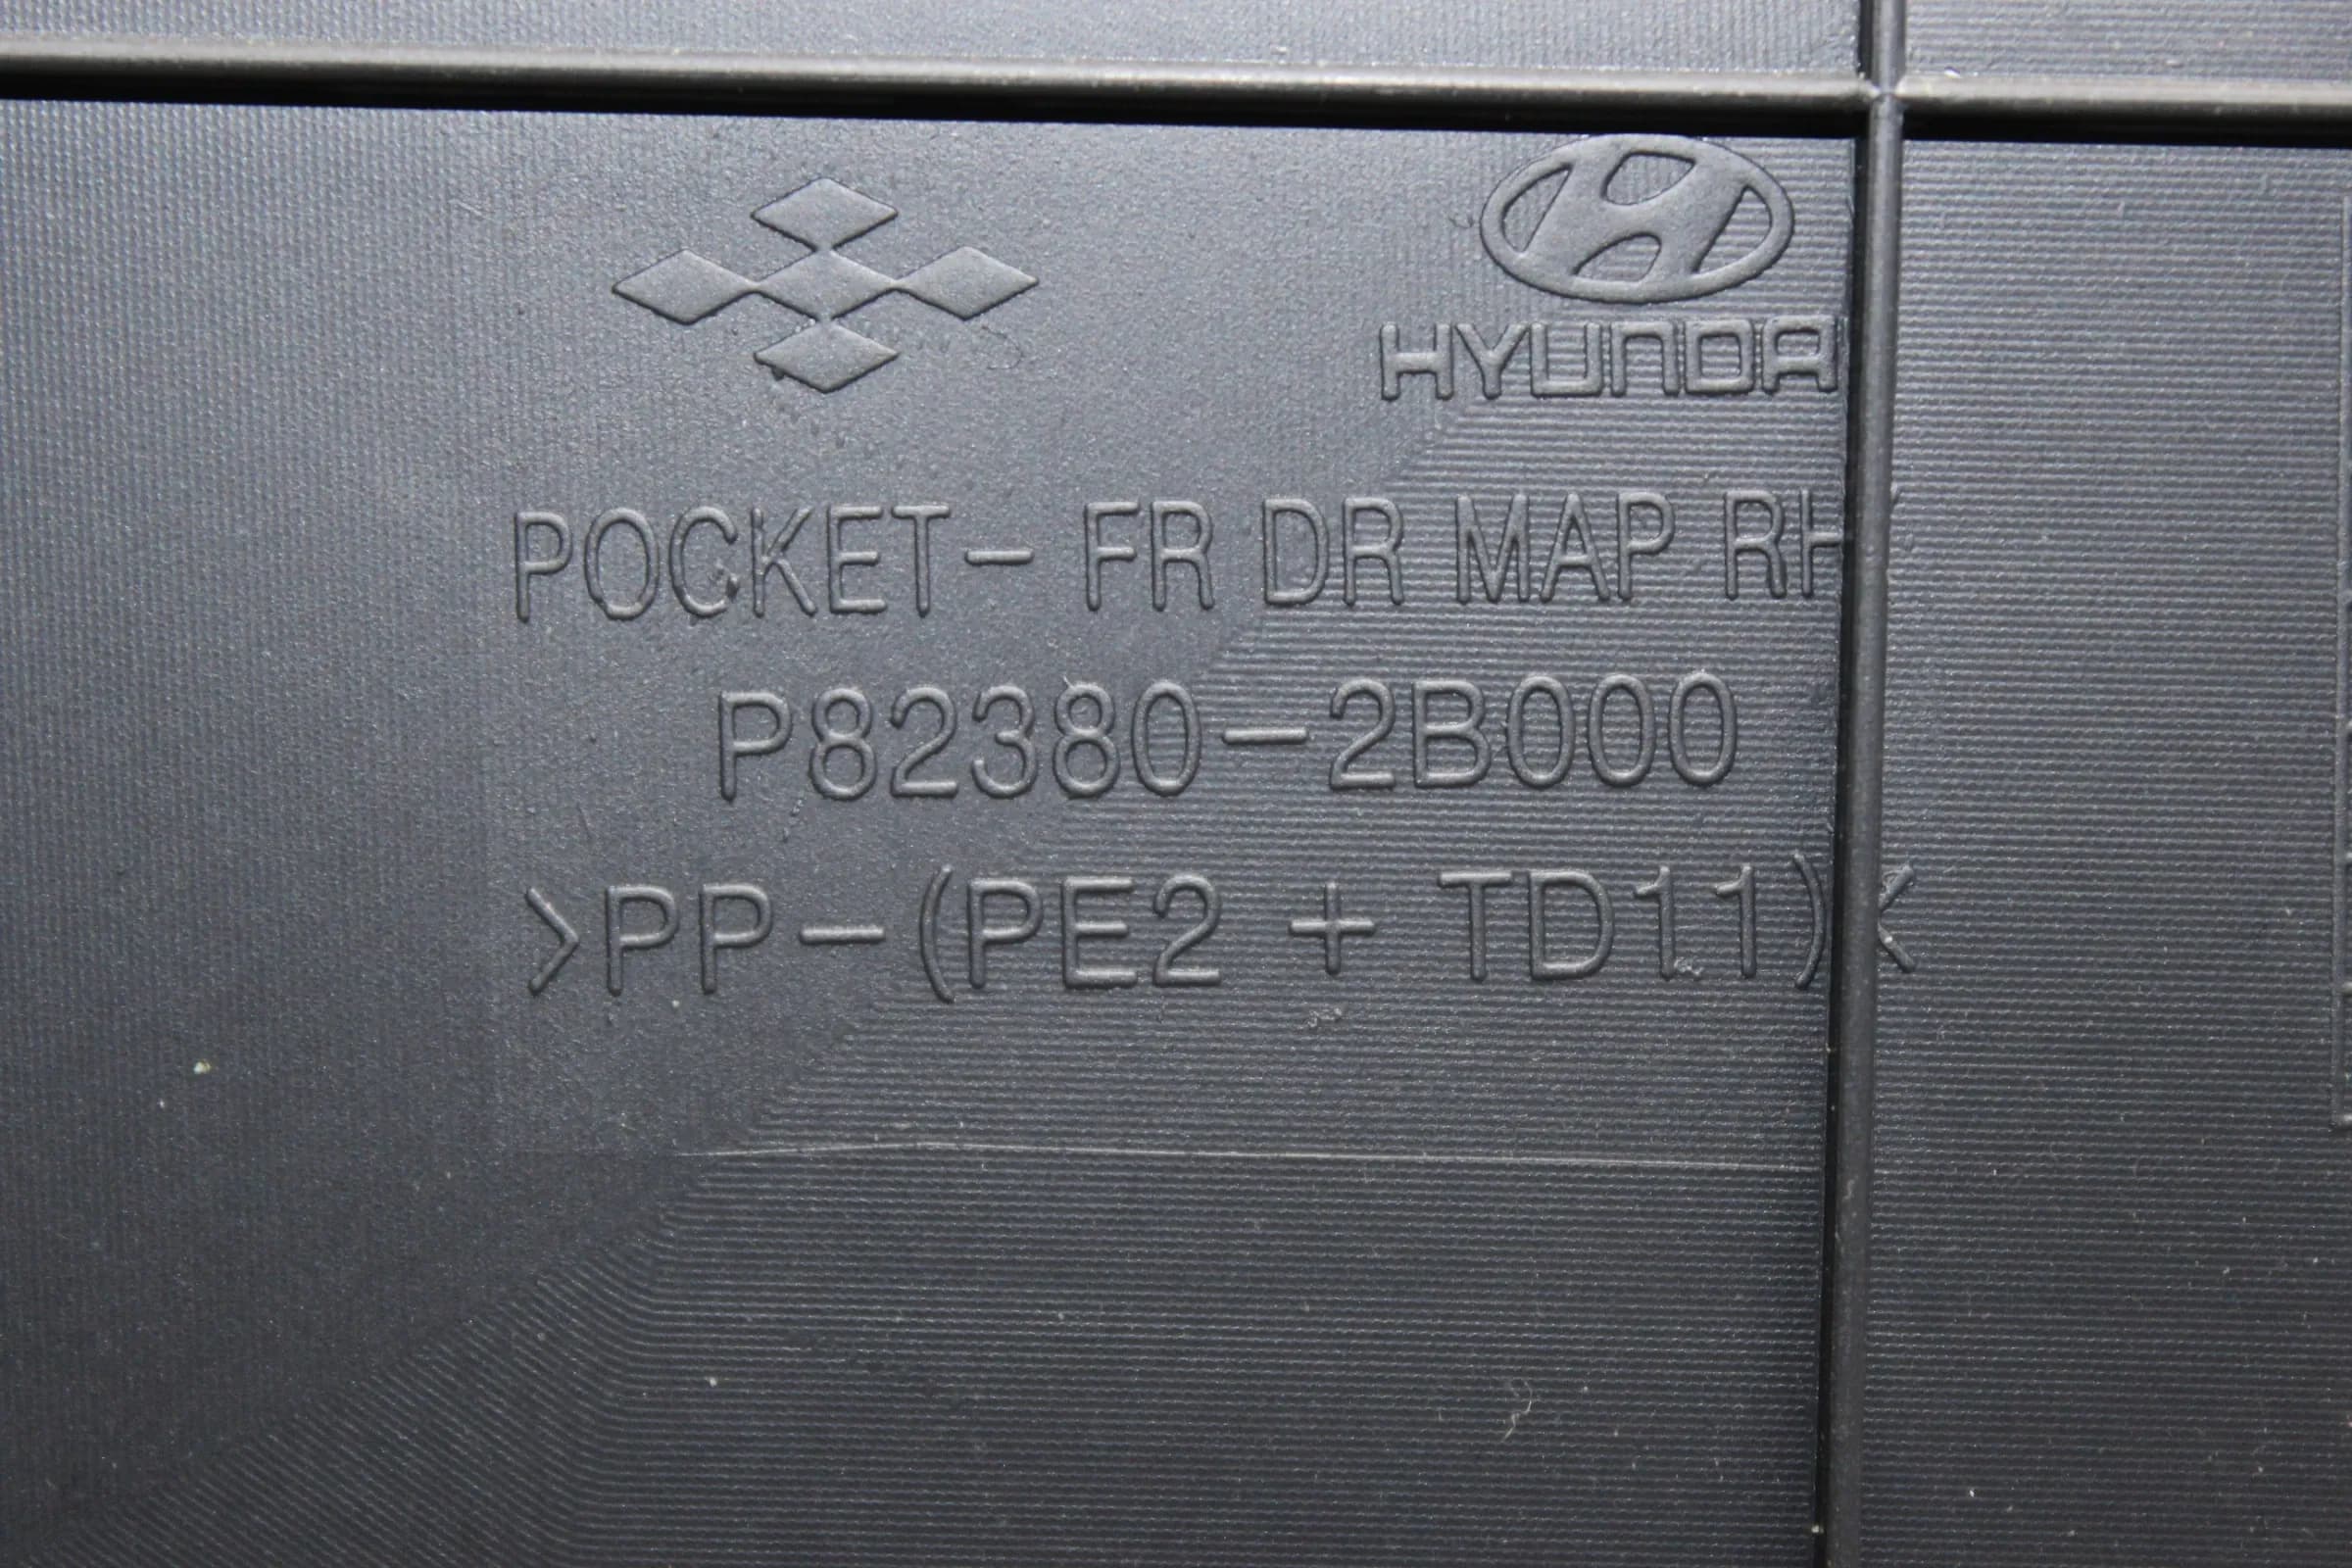 HYUNDAI
POCKET- FR DR MAP RH
P82380-2B000
>PP-(PE2 + TD11)<